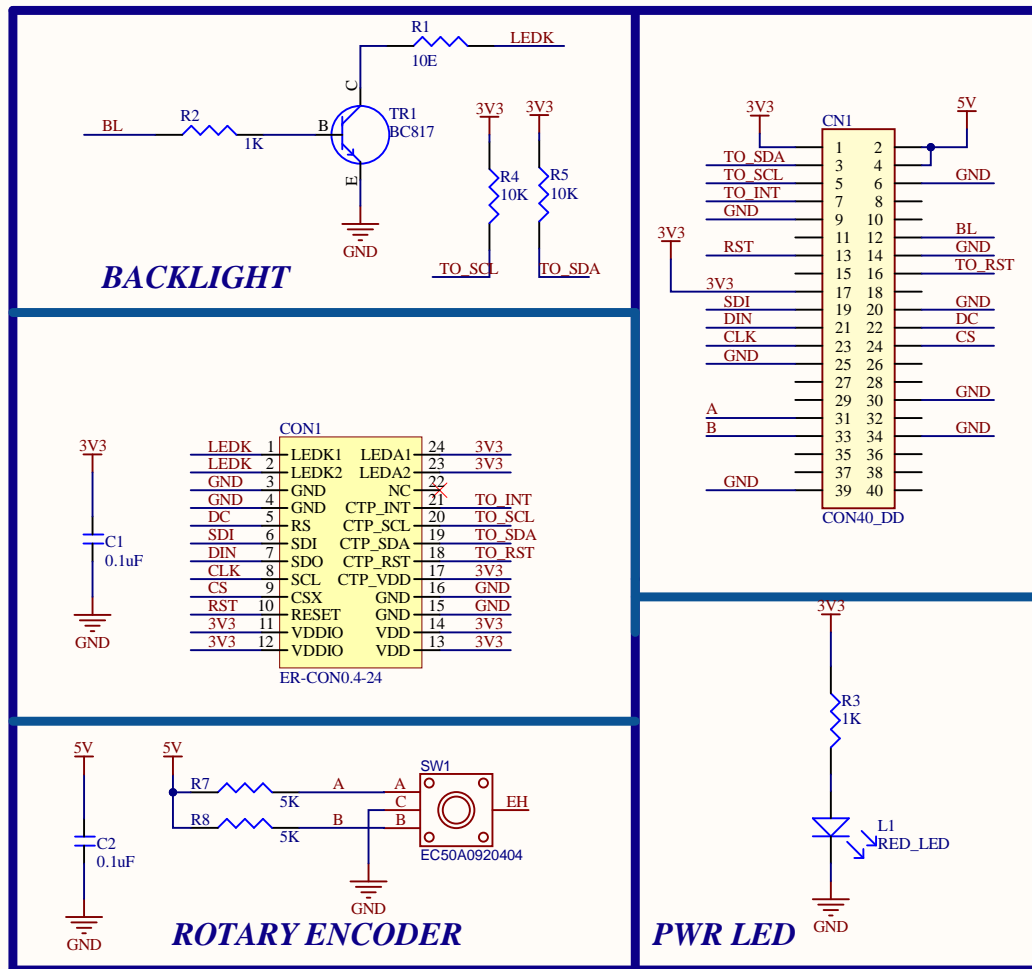 R1
LEDK
10E
C
R2
TR1
BC817
BL
B
1K
E
GND
3V3
3V3
R4
10K
R5
10K
TO_SCL
TO_SDA
BACKLIGHT
3V3
5V
CN1
1 2
TO_SDA 3 4
TO_SCL 5 6 GND
TO_INT 7 8
GND 9 10
11 12 BL
3V3
RST 13 14 GND
15 16 TO_RST
3V3 17 18
SDI 19 20 GND
DIN 21 22 DC
CLK 23 24 CS
GND 25 26
27 28
29 30 GND
A 31 32
B 33 34 GND
35 36
37 38
GND 39 40
CON40_DD
3V3
C1
0.1uF
GND
CON1
LEDK 1 LEDK1 LEDA1 24 3V3
LEDK 2 LEDK2 LEDA2 23 3V3
GND 3 GND NC 22
GND 4 GND CTP_INT 21 TO_INT
DC 5 RS CTP_SCL 20 TO_SCL
SDI 6 SDI CTP_SDA 19 TO_SDA
DIN 7 SDO CTP_RST 18 TO_RST
CLK 8 SCL CTP_VDD 17 3V3
CS 9 CSX GND 16 GND
RST 10 RESET GND 15 GND
3V3 11 VDDIO VDD 14 3V3
3V3 12 VDDIO VDD 13 3V3
ER-CON0.4-24
5V
C2
0.1uF
GND
5V
R7
5K
R8
5K
A
B
SW1
A
C
B
EH
EC50A0920404
GND
ROTARY ENCODER
3V3
R3
1K
L1
RED_LED
GND
PWR LED